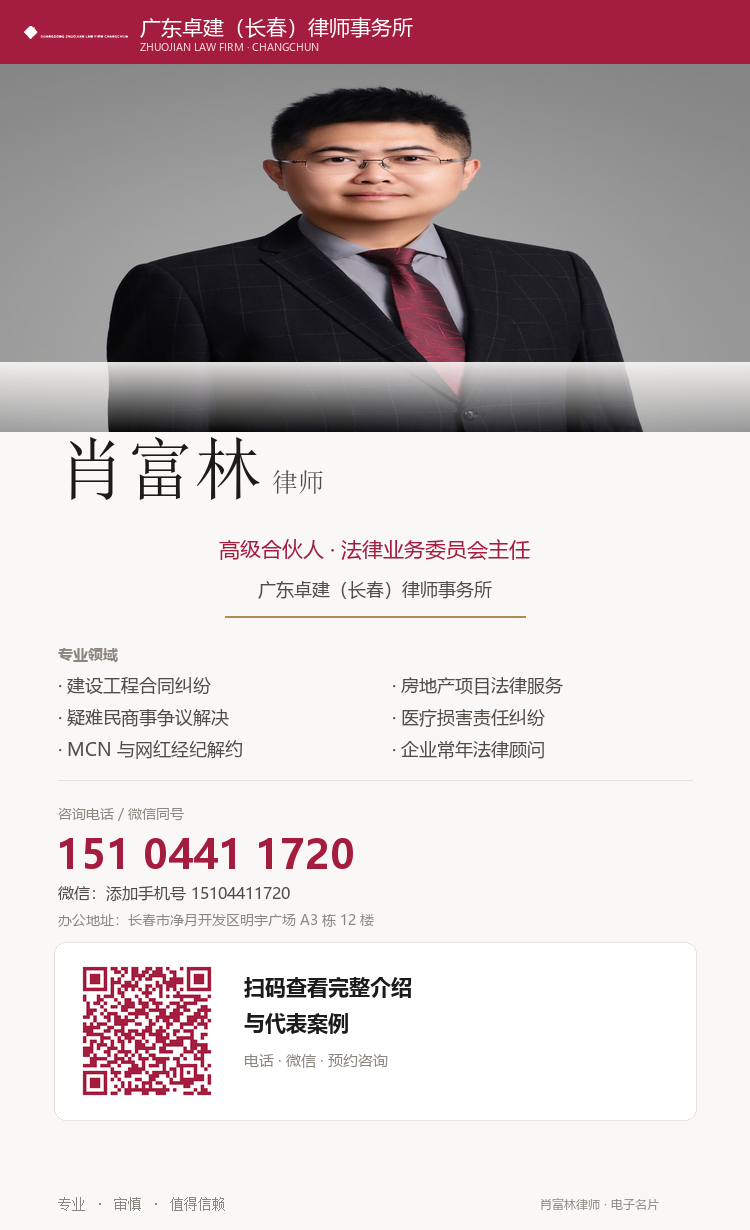 GUANGDONG ZHUOJIAN LAW FIRM CHANGCHUN
广东卓建（长春）律师事务所
ZHUOJIAN LAW FIRM · CHANGCHUN
肖富林 律师
高级合伙人 · 法律业务委员会主任
广东卓建（长春）律师事务所
专业领域
· 建设工程合同纠纷
· 房地产项目法律服务
· 疑难民商事争议解决
· 医疗损害责任纠纷
· MCN 与网红经纪解约
· 企业常年法律顾问
咨询电话 / 微信同号
151 0441 1720
微信：添加手机号 15104411720
办公地址：长春市净月开发区明宇广场 A3 栋 12 楼
扫码查看完整介绍
与代表案例
电话 · 微信 · 预约咨询
专业 · 审慎 · 值得信赖
肖富林律师 · 电子名片